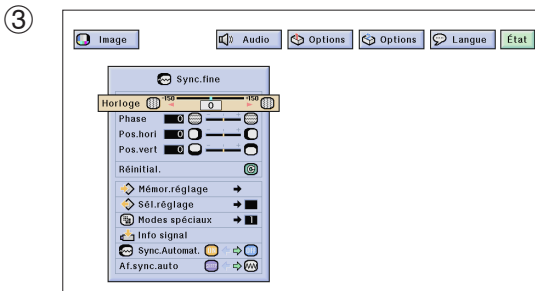 3
Image Audio Options Options Langue État
Sync.fine
-150 +150
Horloge 0
Phase 0
Pos.hori 0
Pos.vert 0
Réinitial.
Mémor.réglage
Sél.réglage
Modes spéciaux 1
Info signal
Sync.Automat.
Af.sync.auto